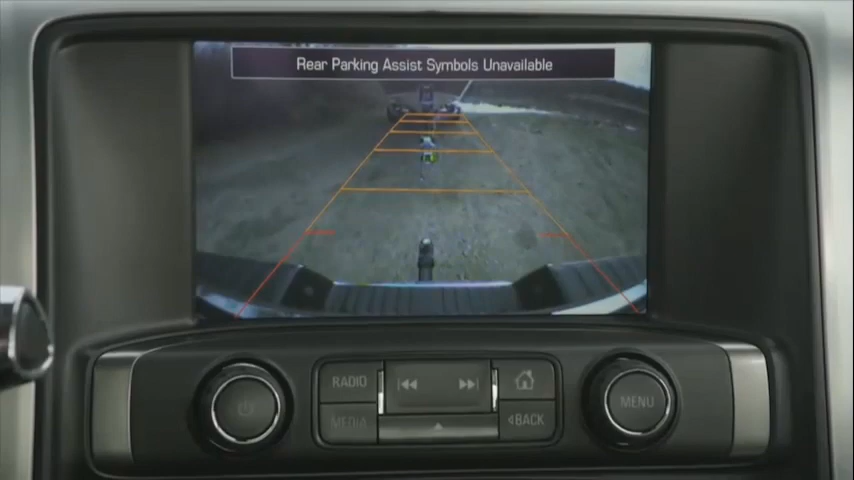 Rear Parking Assist Symbols Unavailable
RADIO
MENU
MEDIA
BACK